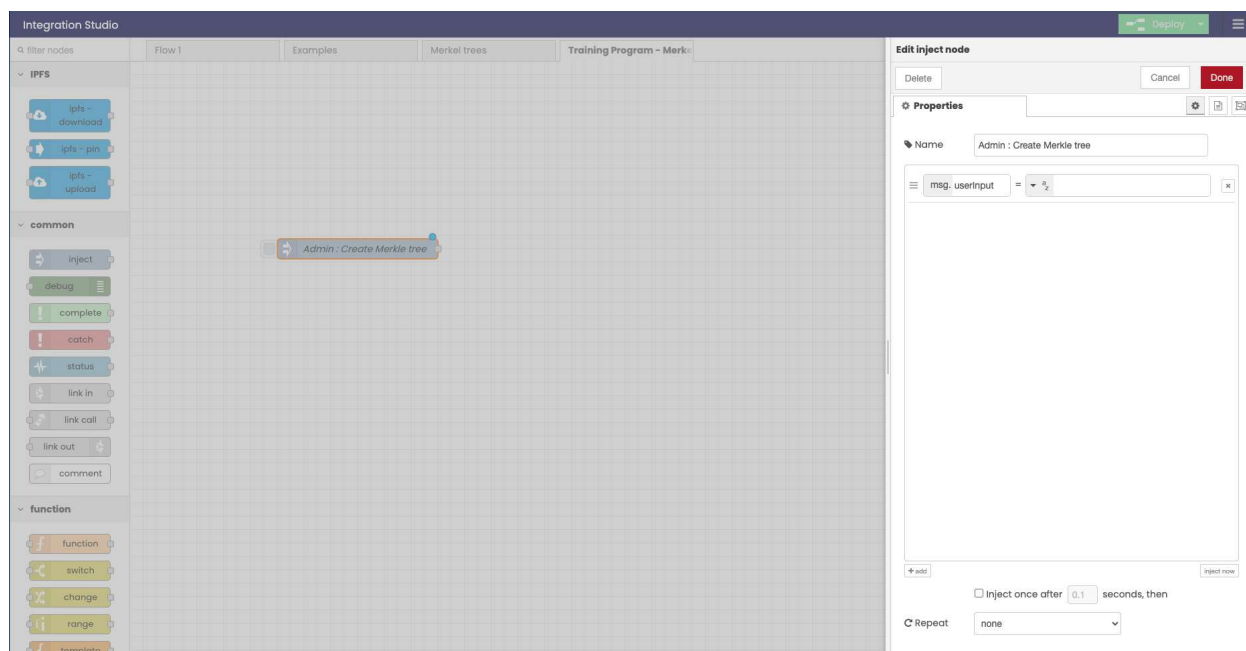 Integration Studio
Deploy
filter nodes
Flow 1
Examples
Merkel trees
Training Program - Merk
Edit inject node
IPFS
Delete
Cancel
Done
ipfs -
download
Properties
ipfs - pin
Name
Admin : Create Merkle tree
ipfs -
upload
msg. userInput
=
a
z
common
Admin : Create Merkle tree
inject
debug
complete
catch
status
link in
link call
link out
comment
function
function
switch
+ add
inject now
change
Inject once after 0.1 seconds, then
range
Repeat
none
template